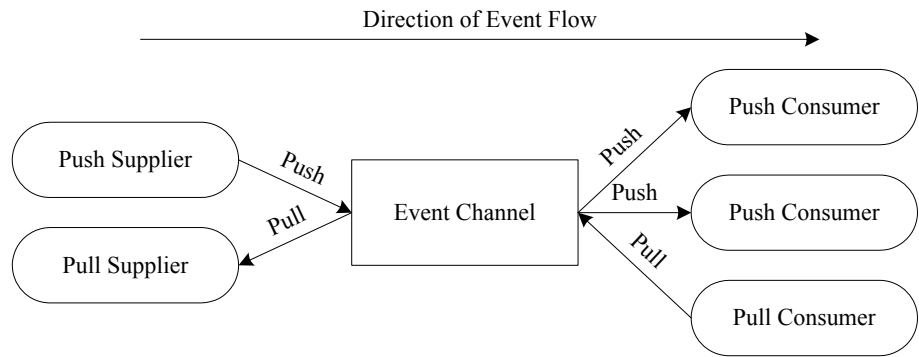 Direction of Event Flow
Push Supplier
Pull Supplier
Push
Pull
Event Channel
Push
Push
Pull
Push Consumer
Push Consumer
Pull Consumer